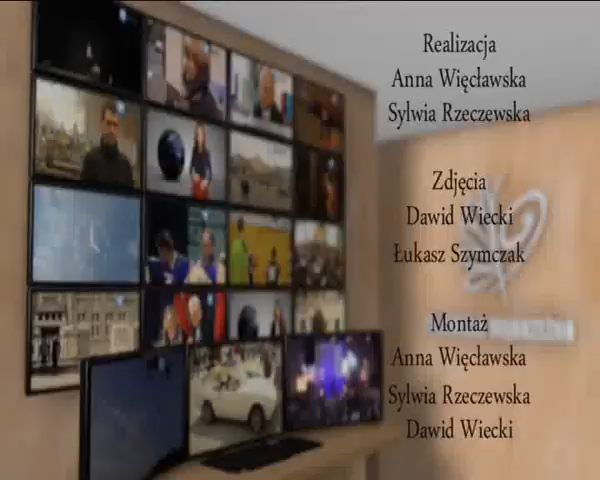 Realizacja
Anna Więcławska
Sylwia Rzeczewska
Zdjęcia
Dawid Wiecki
Łukasz Szymczak
Montaż
Anna Więcławska
Sylwia Rzeczewska
Dawid Wiecki